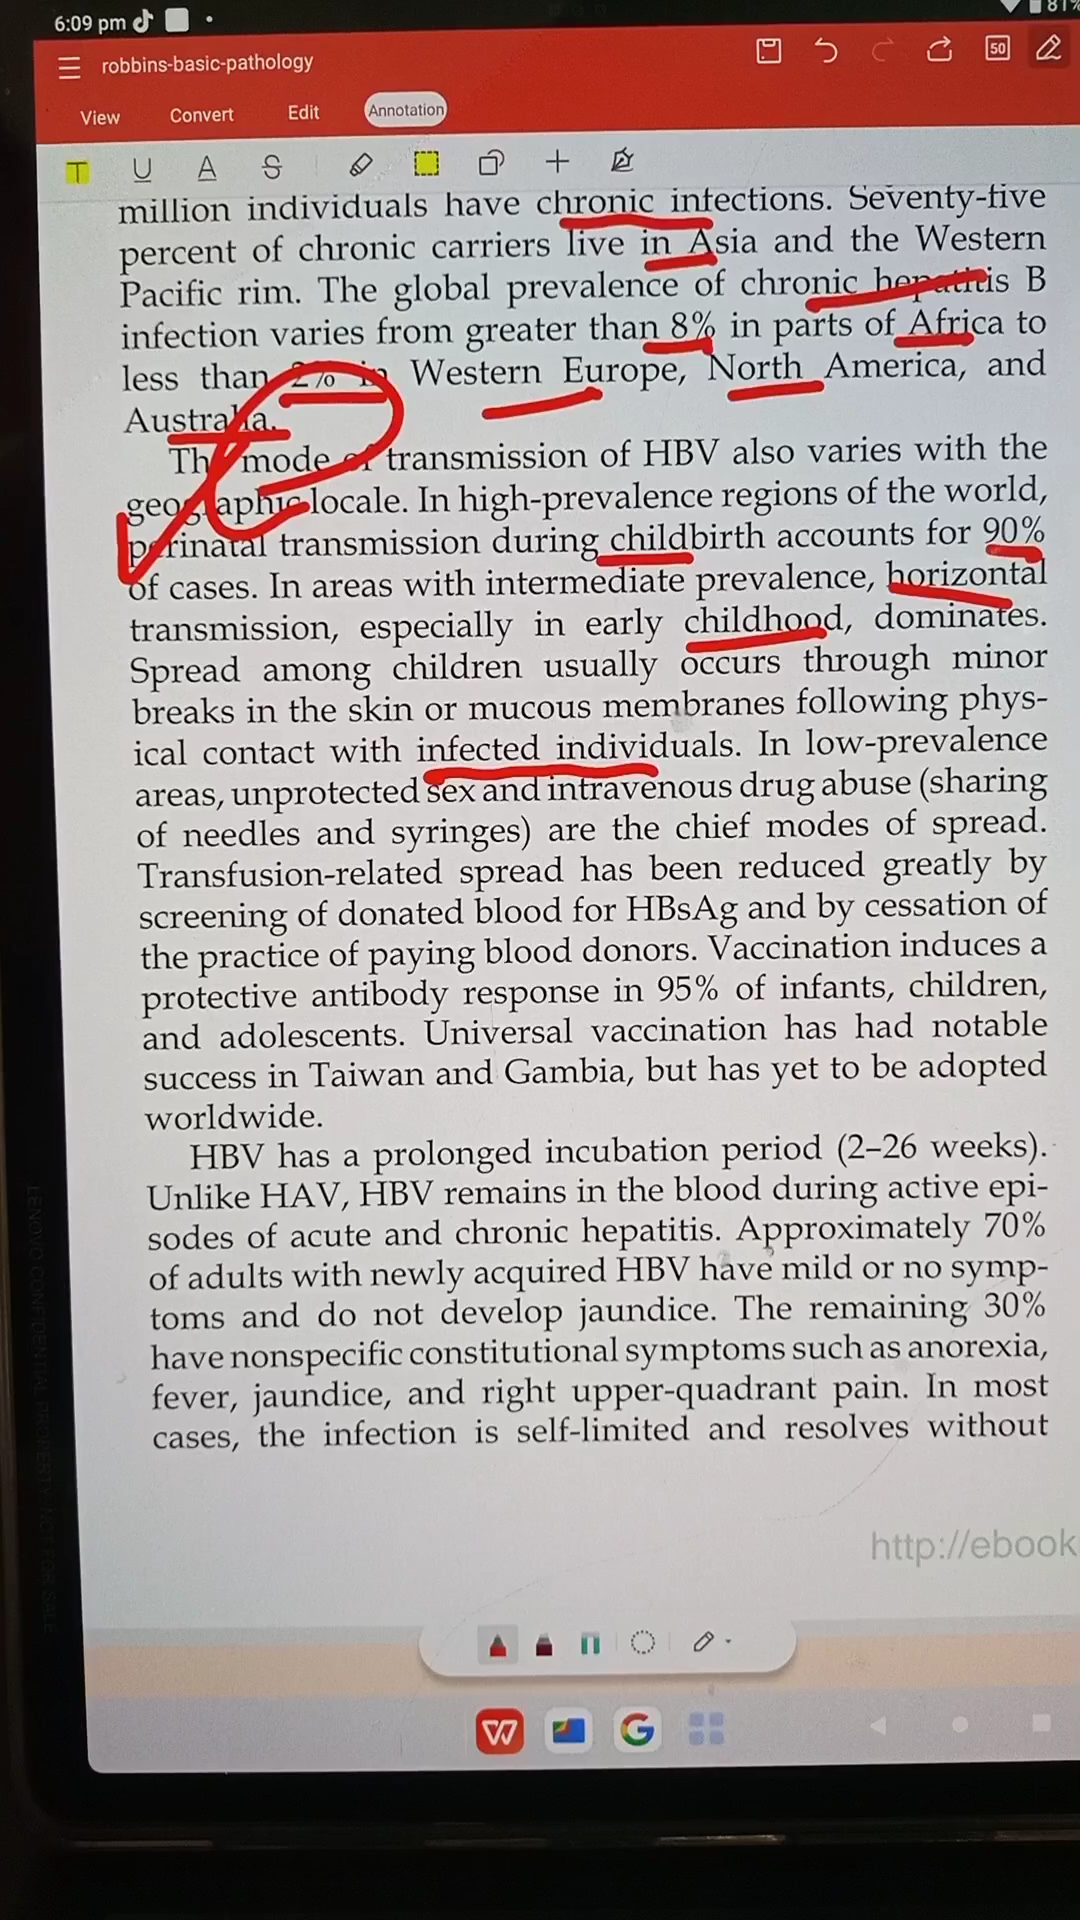 6:09 pm
81%
robbins-basic-pathology
50
View Convert Edit Annotation
T U A S
million individuals have chronic infections. Seventy-five
percent of chronic carriers live in Asia and the Western
Pacific rim. The global prevalence of chronic hepatitis B
infection varies from greater than 8% in parts of Africa to
less than 2% in Western Europe, North America, and
Australia.
The mode of transmission of HBV also varies with the
geographic locale. In high-prevalence regions of the world,
perinatal transmission during childbirth accounts for 90%
of cases. In areas with intermediate prevalence, horizontal
transmission, especially in early childhood, dominates.
Spread among children usually occurs through minor
breaks in the skin or mucous membranes following phys-
ical contact with infected individuals. In low-prevalence
areas, unprotected sex and intravenous drug abuse (sharing
of needles and syringes) are the chief modes of spread.
Transfusion-related spread has been reduced greatly by
screening of donated blood for HBsAg and by cessation of
the practice of paying blood donors. Vaccination induces a
protective antibody response in 95% of infants, children,
and adolescents. Universal vaccination has had notable
success in Taiwan and Gambia, but has yet to be adopted
worldwide.
HBV has a prolonged incubation period (2–26 weeks).
Unlike HAV, HBV remains in the blood during active epi-
sodes of acute and chronic hepatitis. Approximately 70%
of adults with newly acquired HBV have mild or no symp-
toms and do not develop jaundice. The remaining 30%
have nonspecific constitutional symptoms such as anorexia,
fever, jaundice, and right upper-quadrant pain. In most
cases, the infection is self-limited and resolves without
http://ebook
LENOVO CONFIDENTIAL PROPERTY. NOT FOR SALE